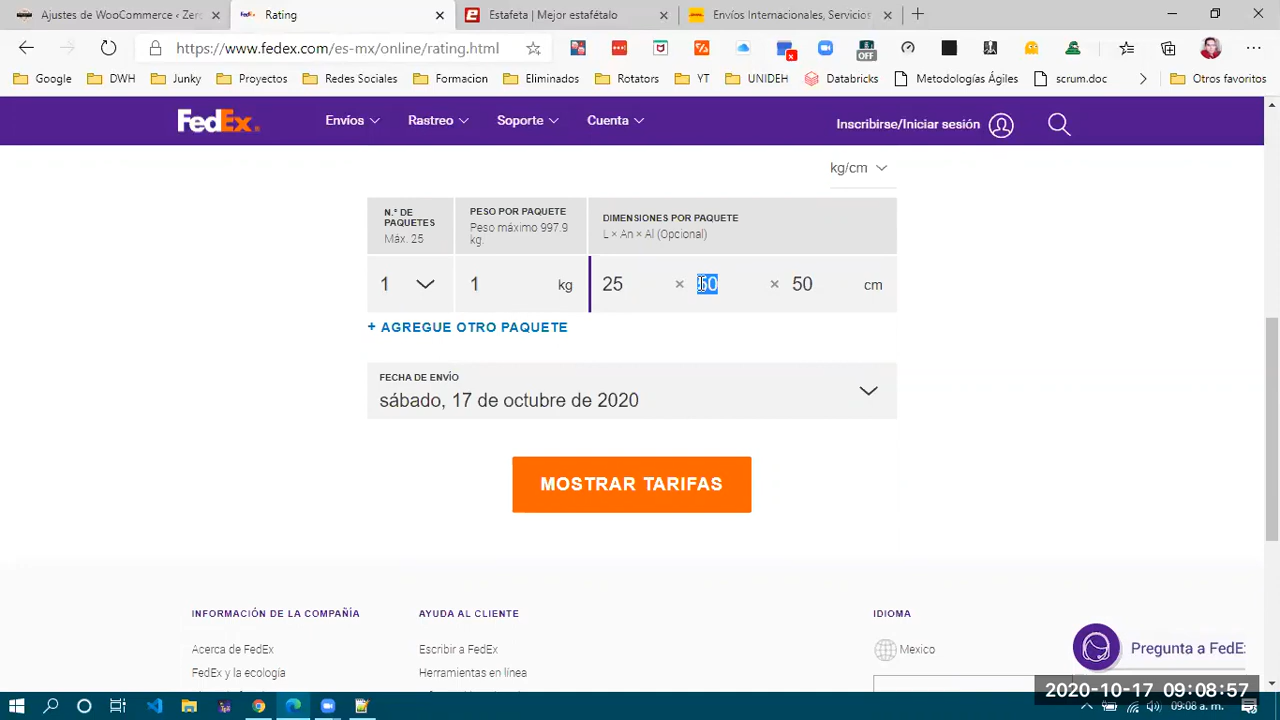 Ajustes de WooCommerce ‹ Zer
Rating
Estafeta | Mejor estafétalo
Envíos Internacionales, Servicios
https://www.fedex.com/es-mx/online/rating.html
OFF
Google
DWH
Junky
Proyectos
Redes Sociales
Formacion
Eliminados
Rotators
YT
UNIDEH
Databricks
Metodologías Ágiles
scrum.doc
Otros favoritos
FedEx
Envíos
Rastreo
Soporte
Cuenta
Inscribirse/Iniciar sesión
kg/cm
N.° DE PAQUETES
Máx. 25
PESO POR PAQUETE
Peso máximo 997.9 kg.
DIMENSIONES POR PAQUETE
L × An × Al (Opcional)
1
1 kg
25 × 50 × 50 cm
+ AGREGUE OTRO PAQUETE
FECHA DE ENVÍO
sábado, 17 de octubre de 2020
MOSTRAR TARIFAS
INFORMACIÓN DE LA COMPAÑÍA
AYUDA AL CLIENTE
IDIOMA
Acerca de FedEx
Escribir a FedEx
Mexico
FedEx y la ecología
Herramientas en línea
Pregunta a FedE
2020-10-17 09:08:57
09:08 a. m.